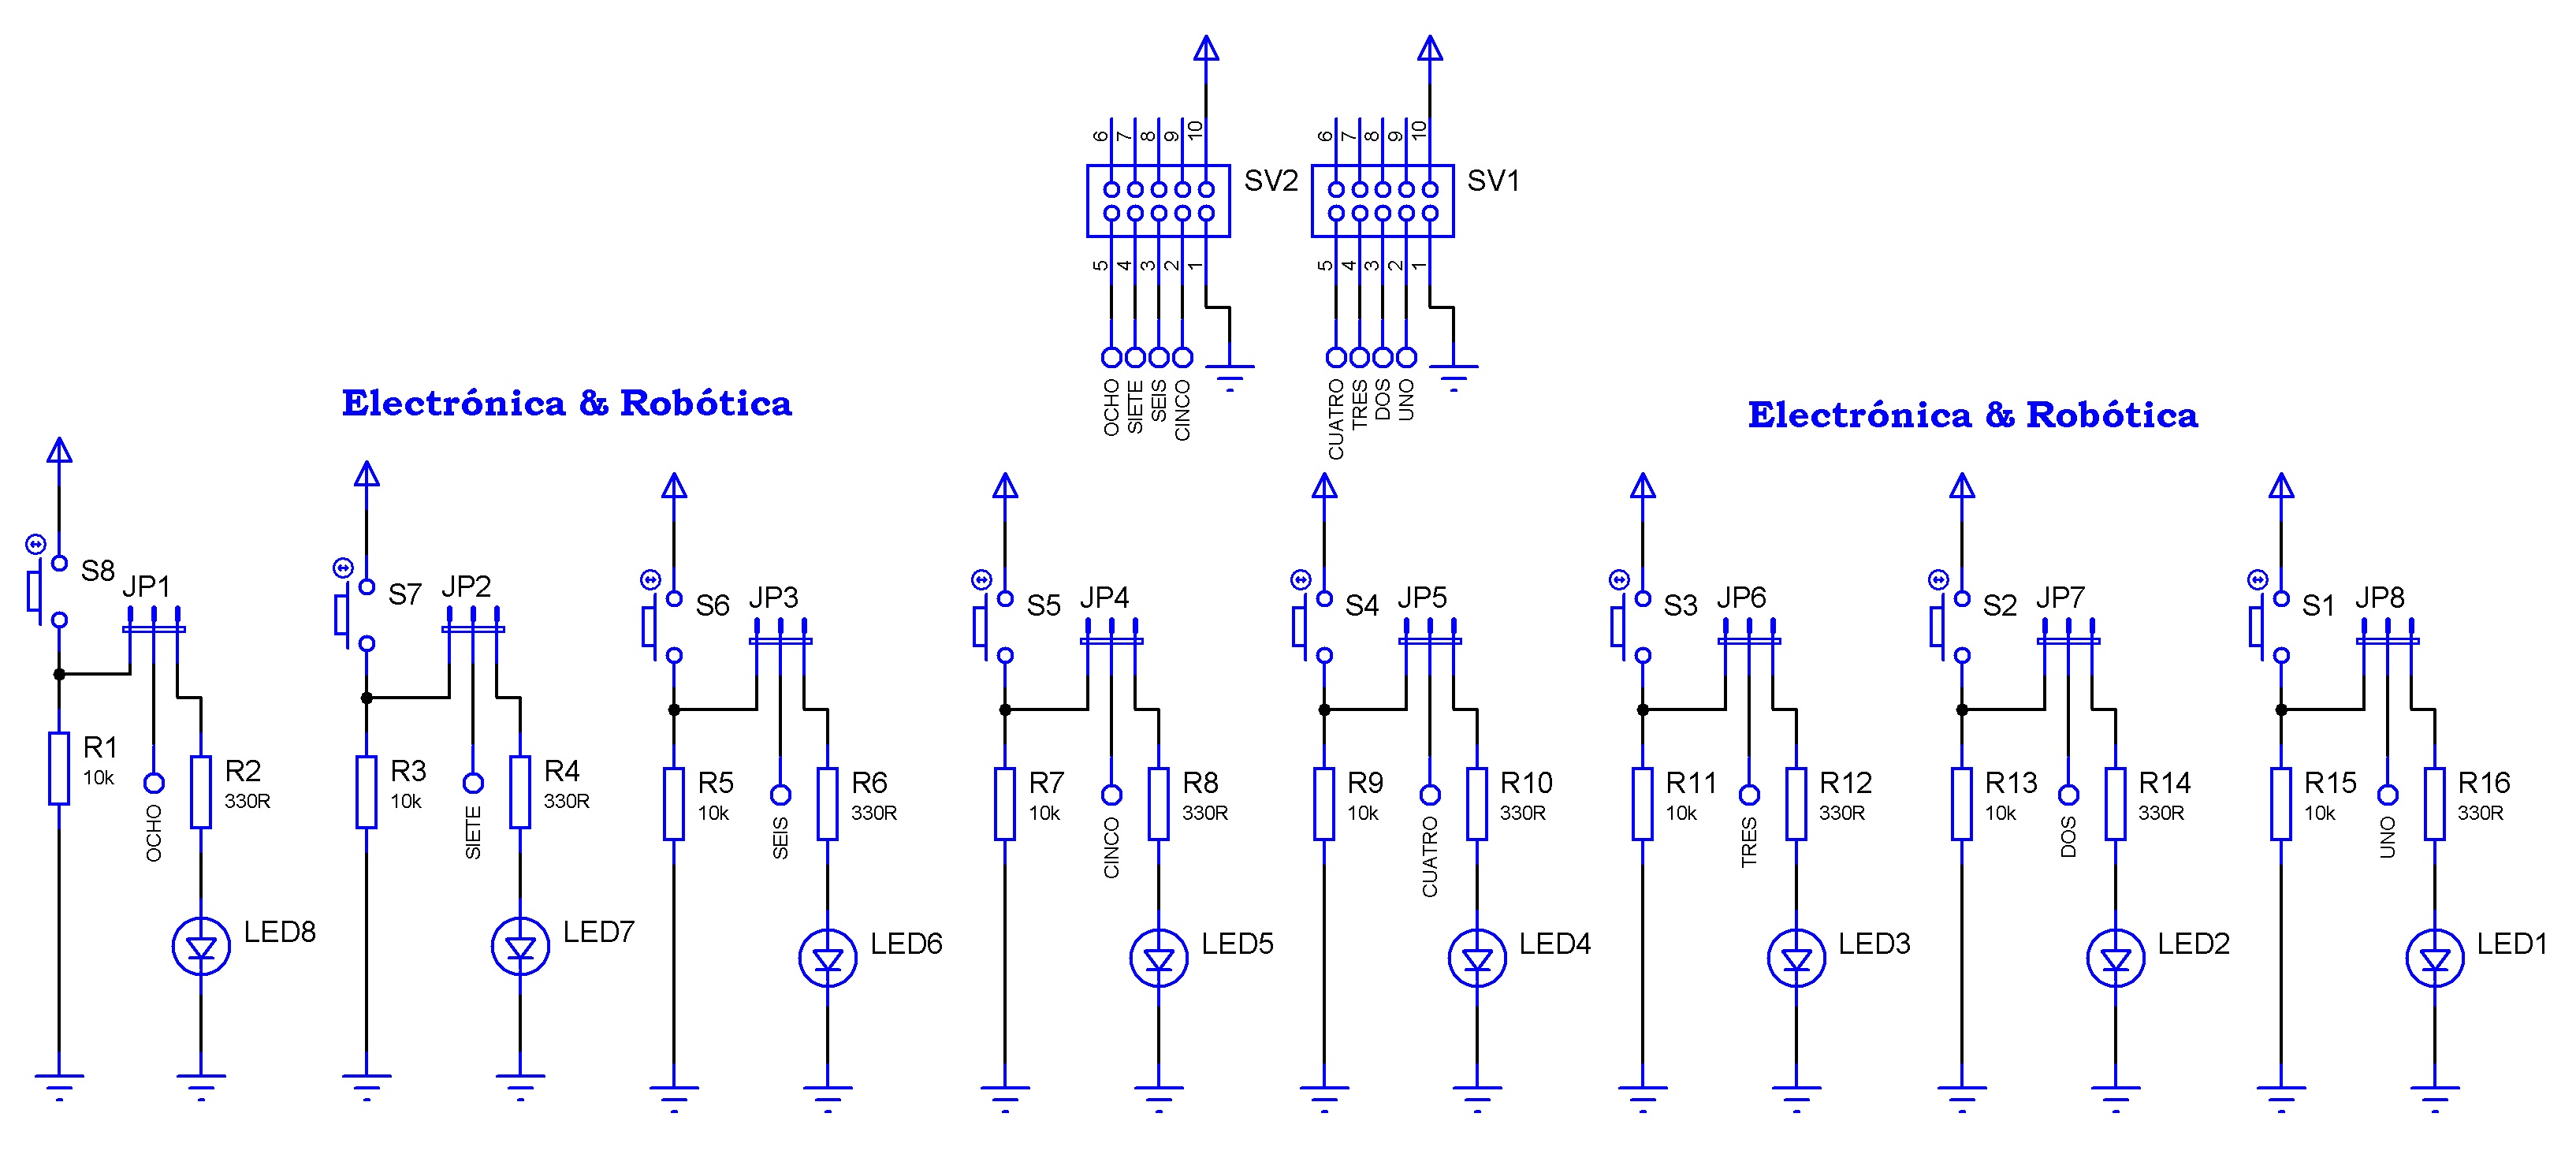 6 7 8 9 10
SV2
5 4 3 2 1
OCHO
SIETE
SEIS
CINCO
6 7 8 9 10
SV1
5 4 3 2 1
CUATRO
TRES
DOS
UNO
Electrónica & Robótica
Electrónica & Robótica
S8
JP1
R1
10k
OCHO
R2
330R
LED8
S7
JP2
R3
10k
SIETE
R4
330R
LED7
S6
JP3
R5
10k
SEIS
R6
330R
LED6
S5
JP4
R7
10k
CINCO
R8
330R
LED5
S4
JP5
R9
10k
CUATRO
R10
330R
LED4
S3
JP6
R11
10k
TRES
R12
330R
LED3
S2
JP7
R13
10k
DOS
R14
330R
LED2
S1
JP8
R15
10k
UNO
R16
330R
LED1